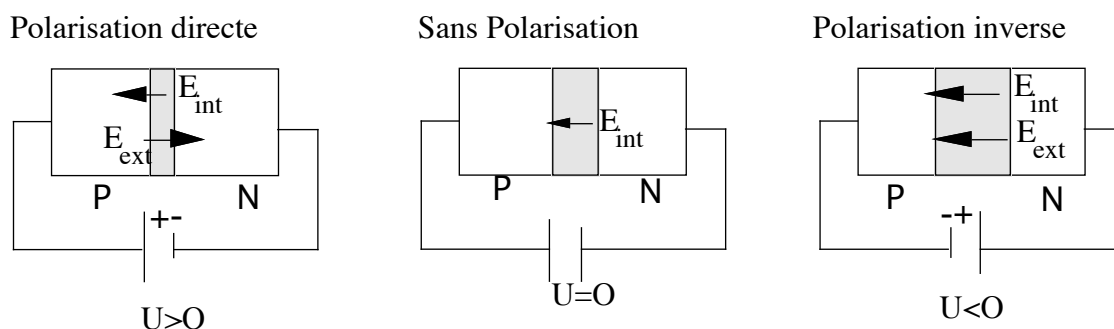 Polarisation directe
Sans Polarisation
Polarisation inverse
E int
E ext
P
N
+-
U>O
E int
P
N
U=O
E int
E ext
P
N
-+
U<O